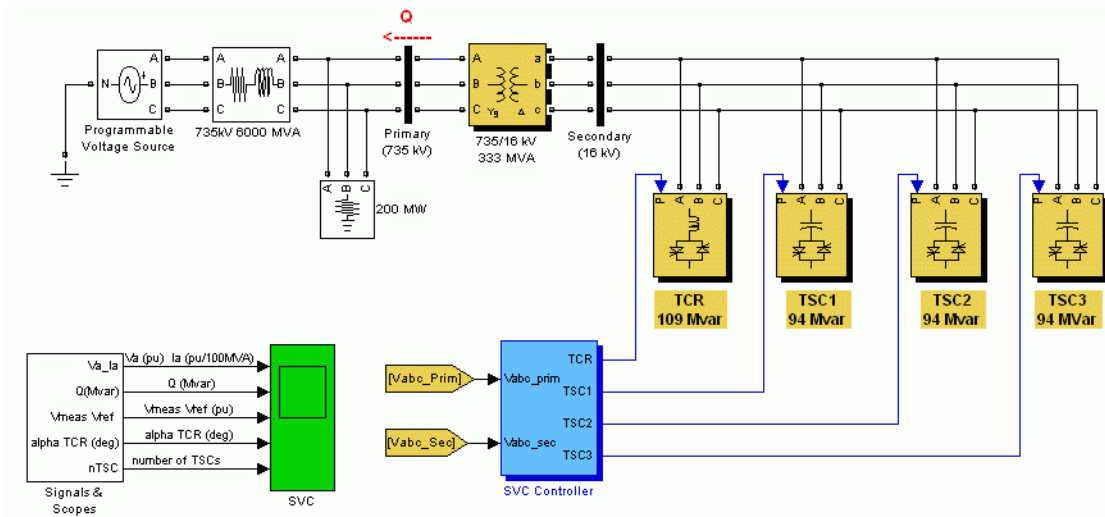 Q
<------
N
A
B
C
A
B
C
A
B
C
A
B
C
Yg
Δ
a
b
c
Programmable
Voltage Source
735kV 6000 MVA
Primary
(735 kV)
735/16 kV
333 MVA
Secondary
(16 kV)
A
B
C
200 MW
P
A
B
C
P
A
B
C
P
A
B
C
P
A
B
C
TCR
109 Mvar
TSC1
94 Mvar
TSC2
94 Mvar
TSC3
94 MVar
Va_Ia
Va (pu) Ia (pu/100MVA)
Q(Mvar)
Q (Mvar)
Vmeas Vref
Vmeas Vref (pu)
alpha TCR (deg)
alpha TCR (deg)
nTSC
number of TSCs
Signals &
Scopes
SVC
[Vabc_Prim]
Vabc_prim
[Vabc_Sec]
Vabc_sec
TCR
TSC1
TSC2
TSC3
SVC Controller